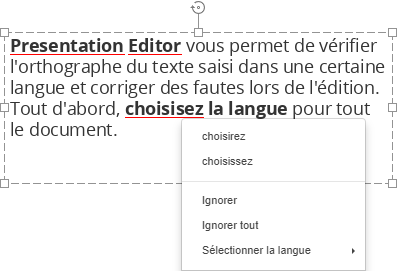 Presentation Editor vous permet de vérifier
l'orthographe du texte saisi dans une certaine
langue et corriger des fautes lors de l'édition.
Tout d'abord, choisisez la langue pour tout
le document.
choisirez
choisissez
Ignorer
Ignorer tout
Sélectionner la langue